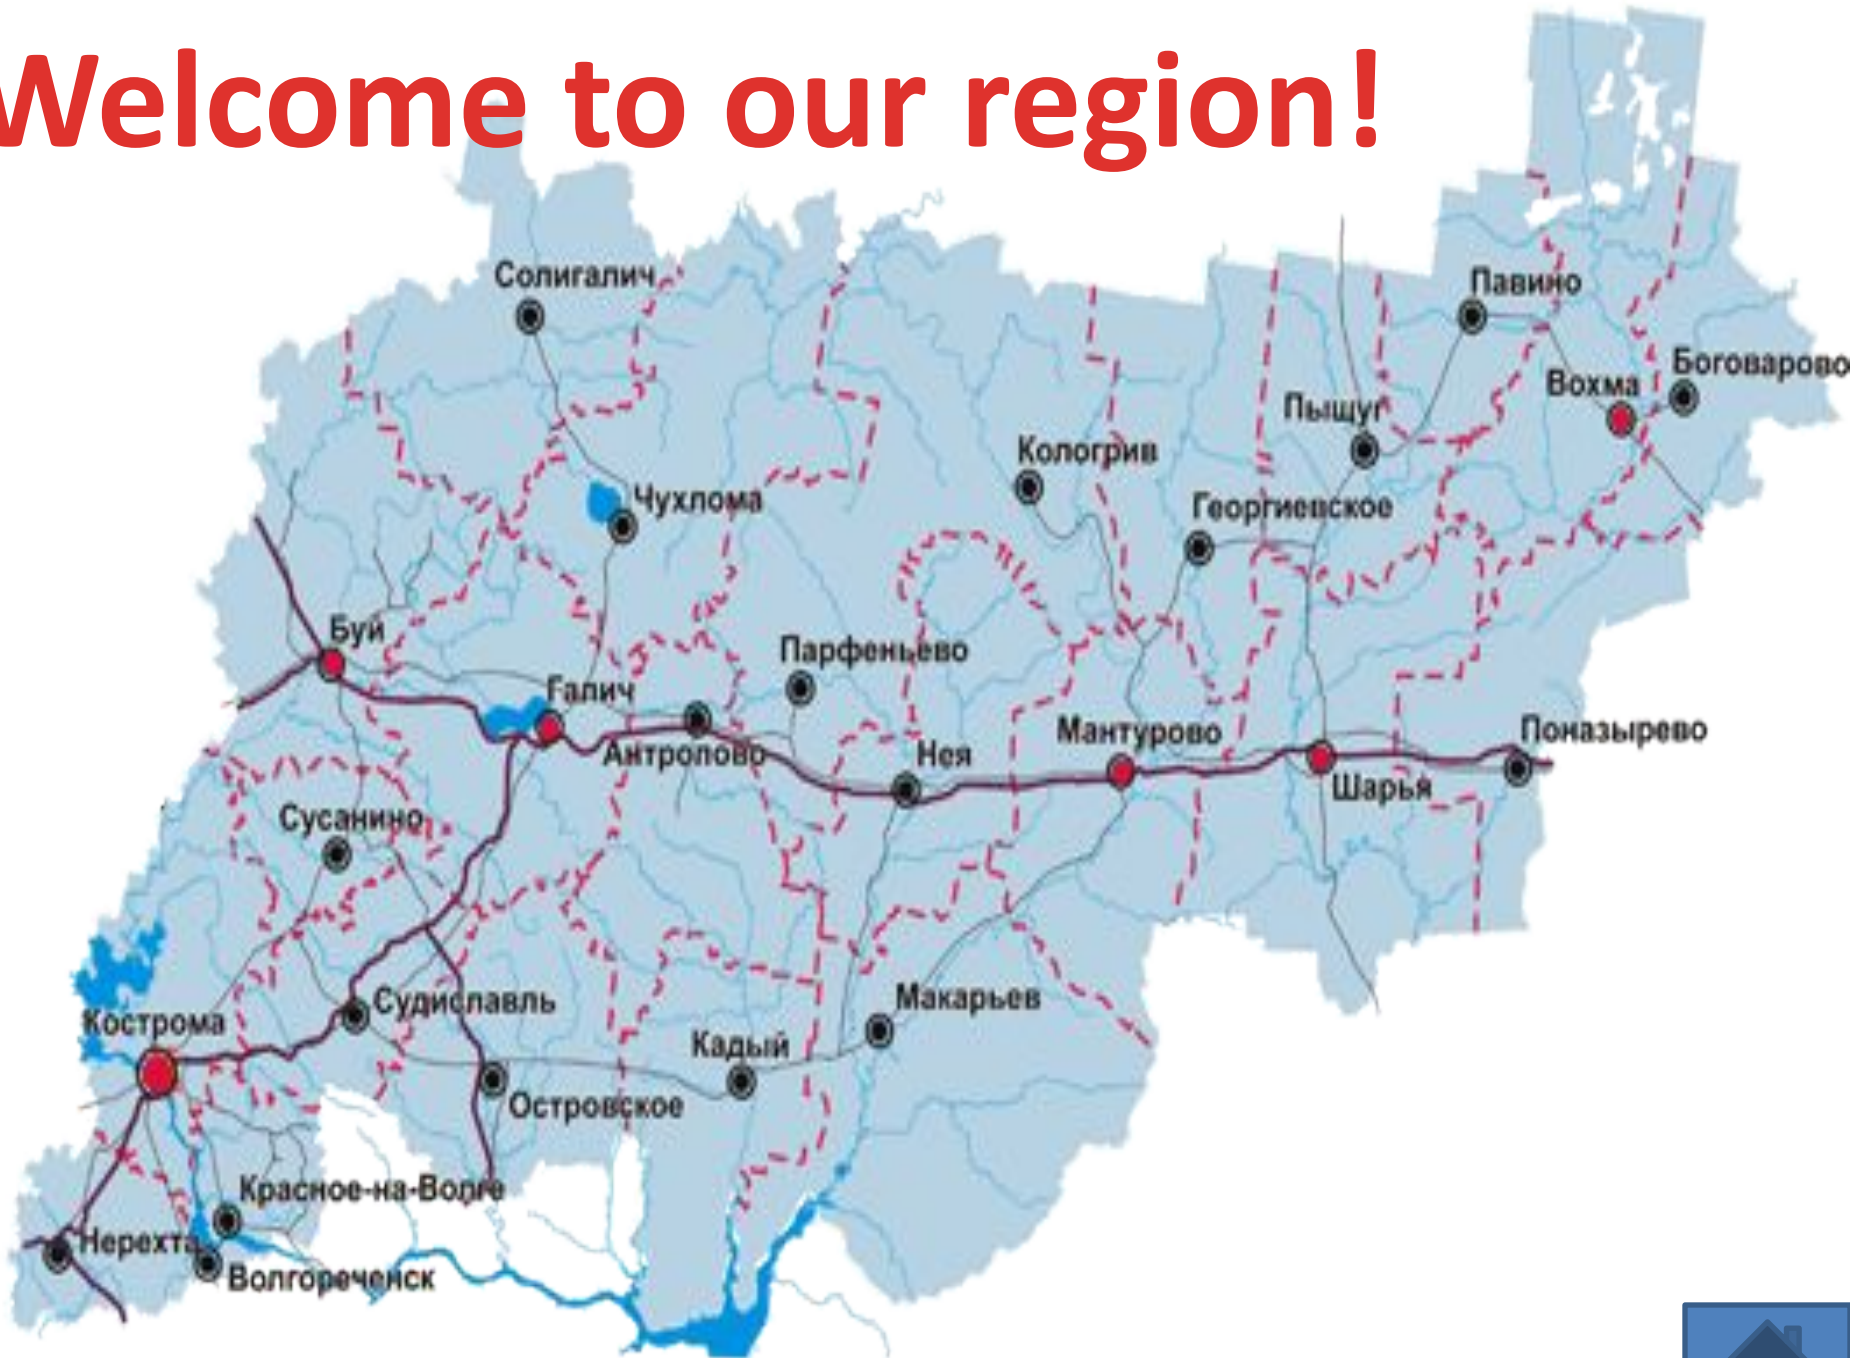 Welcome to our region!
Солигалич
Павино
Боговарово
Вохма
Пыщуг
Кологрив
Чухлома
Георгиевское
Буй
Парфеньево
Галич
Антропово
Нея
Мантурово
Поназырево
Шарья
Сусанино
Судиславль
Макарьев
Кострома
Кадый
Островское
Красное-на-Волге
Нерехта
Волгореченск